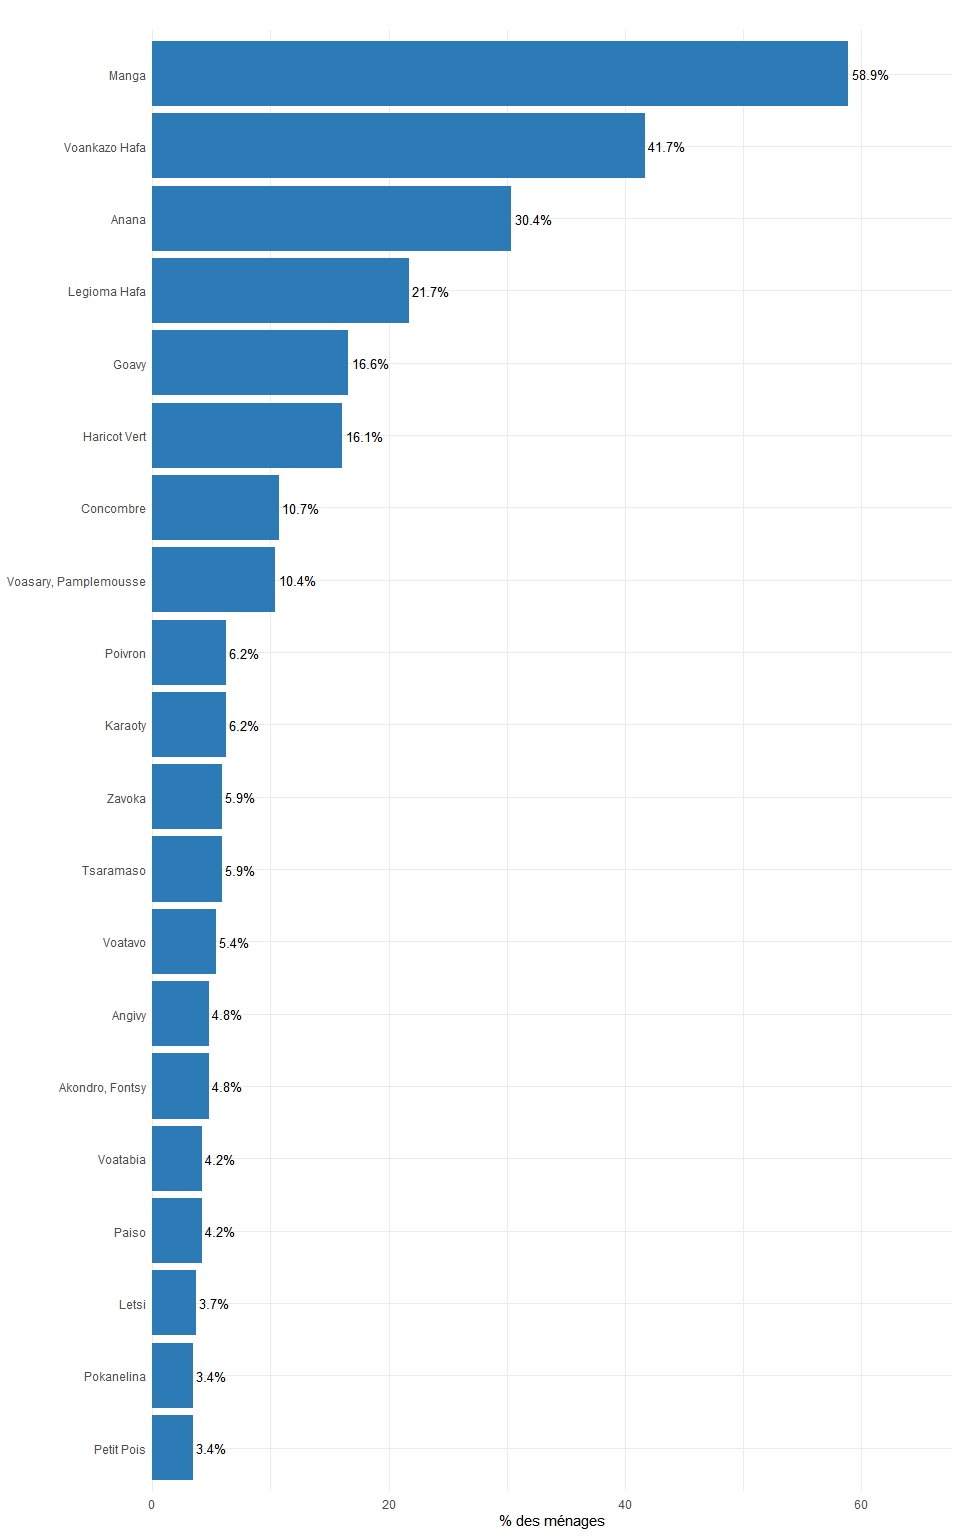 Manga 58.9%
Voankazo Hafa 41.7%
Anana 30.4%
Legioma Hafa 21.7%
Goavy 16.6%
Haricot Vert 16.1%
Concombre 10.7%
Voasary, Pamplemousse 10.4%
Poivron 6.2%
Karaoty 6.2%
Zavoka 5.9%
Tsaramaso 5.9%
Voatavo 5.4%
Angivy 4.8%
Akondro, Fontsy 4.8%
Voatabia 4.2%
Paiso 4.2%
Letsi 3.7%
Pokanelina 3.4%
Petit Pois 3.4%
0 20 40 60
% des ménages